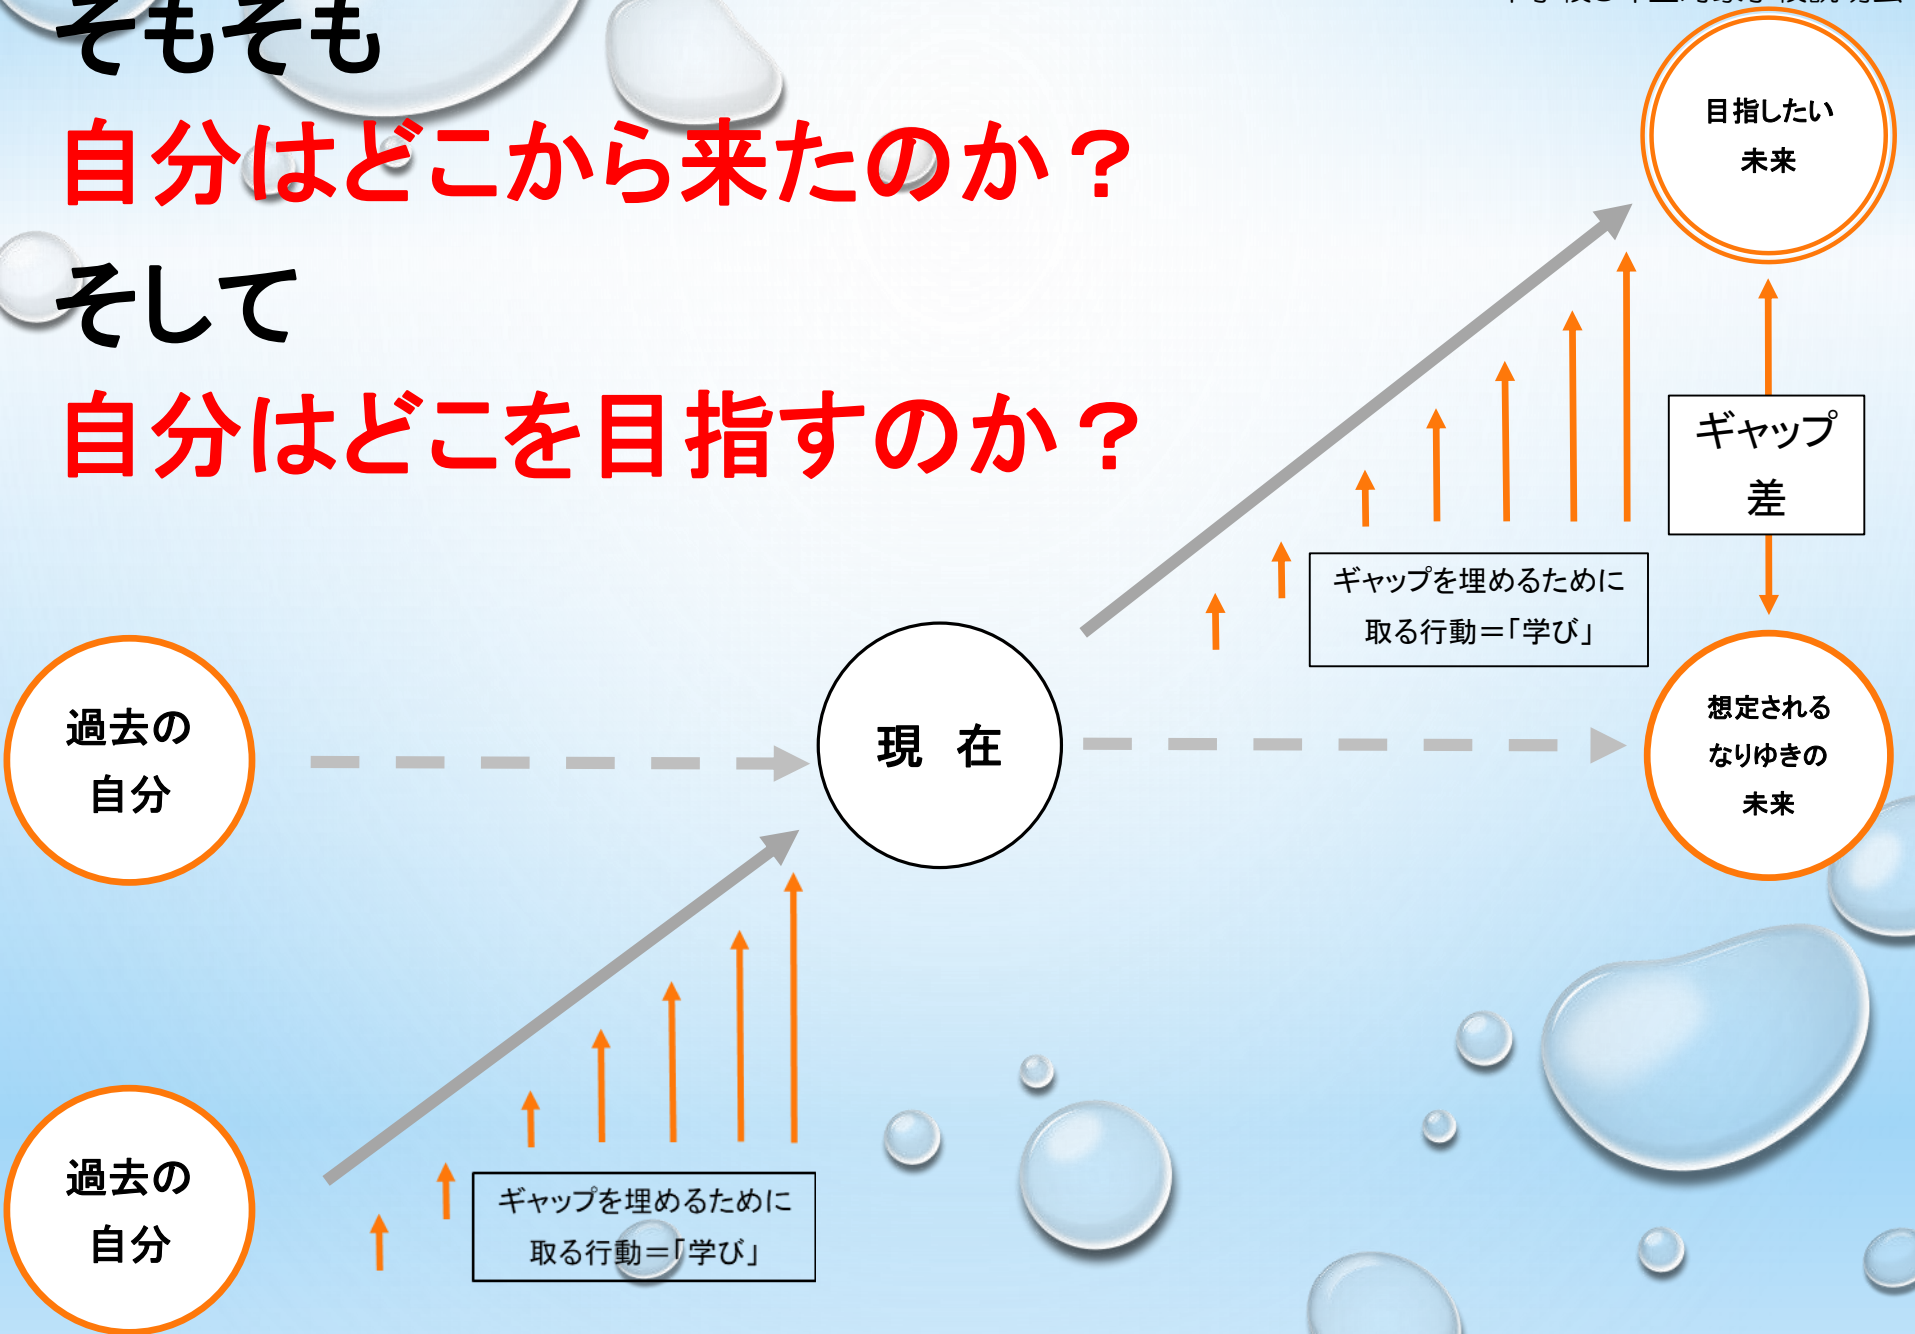 そもそも
自分はどこから来たのか？
そして
自分はどこを目指すのか？
目指したい
未来
ギャップ
差
ギャップを埋めるために
取る行動＝「学び」
過去の
自分
現 在
想定される
なりゆきの
未来
過去の
自分
ギャップを埋めるために
取る行動＝「学び」